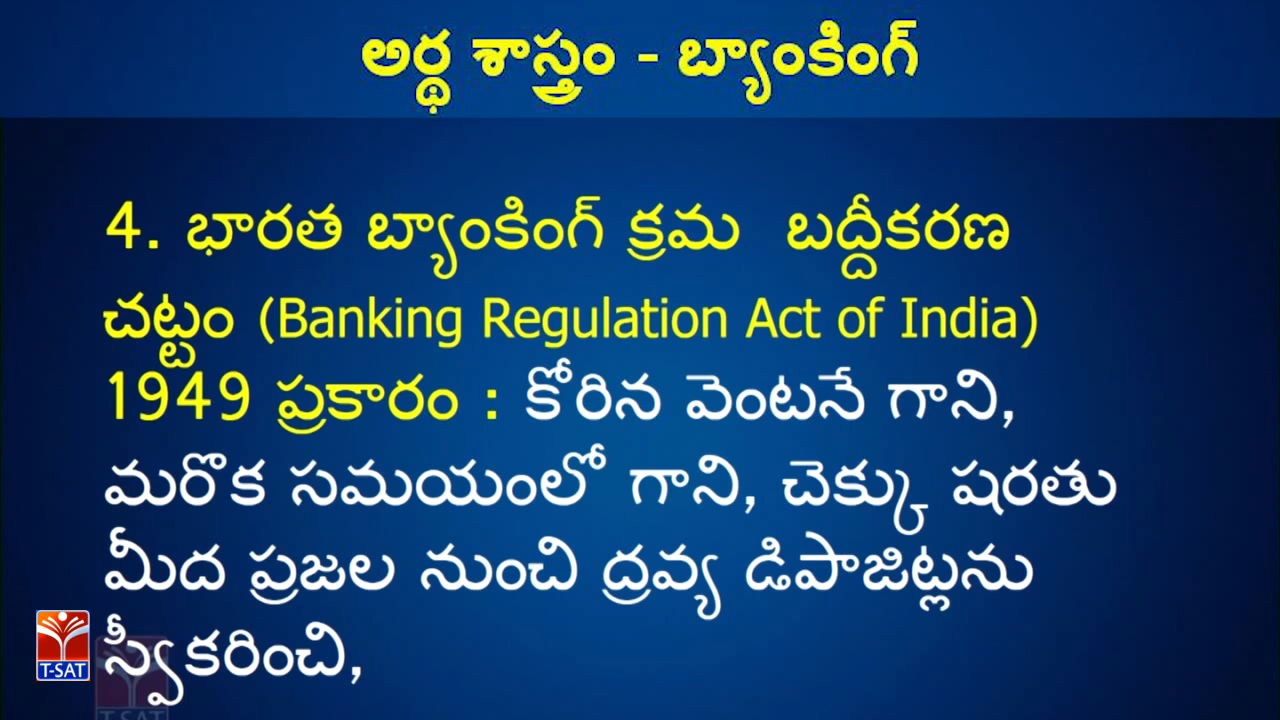 అర్థ శాస్త్రం - బ్యాంకింగ్
4. భారత బ్యాంకింగ్ క్రమ  బద్దీకరణ
చట్టం (Banking Regulation Act of India)
1949 ప్రకారం : కోరిన వెంటనే గాని,
మరొక సమయంలో గాని, చెక్కు షరతు
మీద ప్రజల నుంచి ద్రవ్య డిపాజిట్లను
స్వీకరించి,
T-SAT
T-SAT